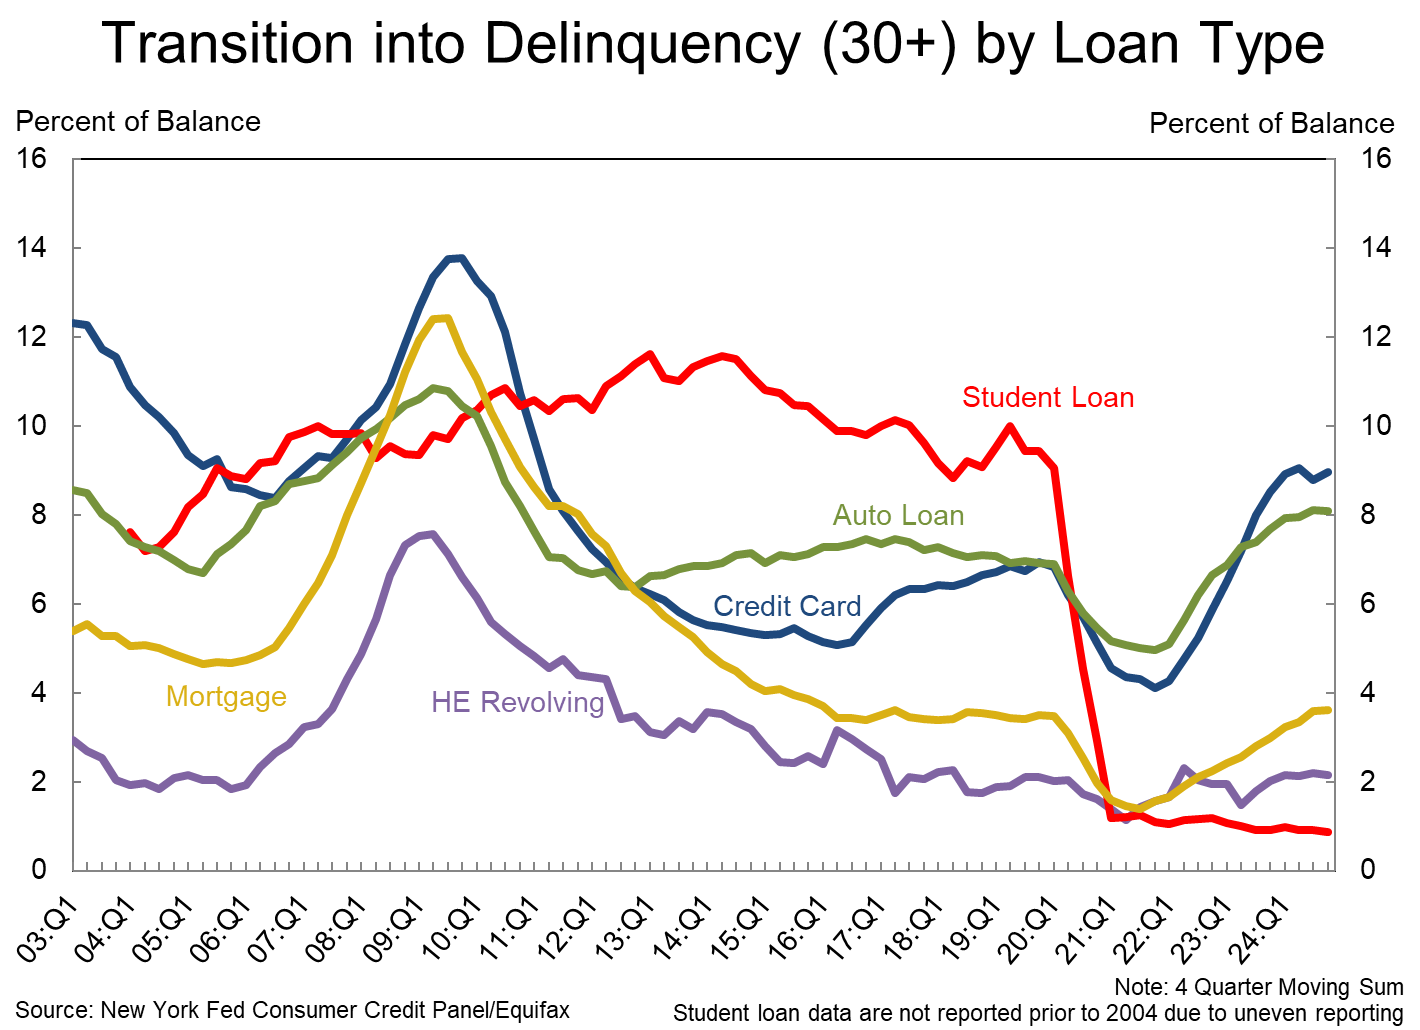 Transition into Delinquency (30+) by Loan Type
Percent of Balance
Percent of Balance
16
16
14
14
12
12
10
10
8
8
6
6
4
4
2
2
0
0
Student Loan
Auto Loan
Credit Card
Mortgage
HE Revolving
03:Q1
04:Q1
05:Q1
06:Q1
07:Q1
08:Q1
09:Q1
10:Q1
11:Q1
12:Q1
13:Q1
14:Q1
15:Q1
16:Q1
17:Q1
18:Q1
19:Q1
20:Q1
21:Q1
22:Q1
23:Q1
24:Q1
Note: 4 Quarter Moving Sum
Source: New York Fed Consumer Credit Panel/Equifax
Student loan data are not reported prior to 2004 due to uneven reporting